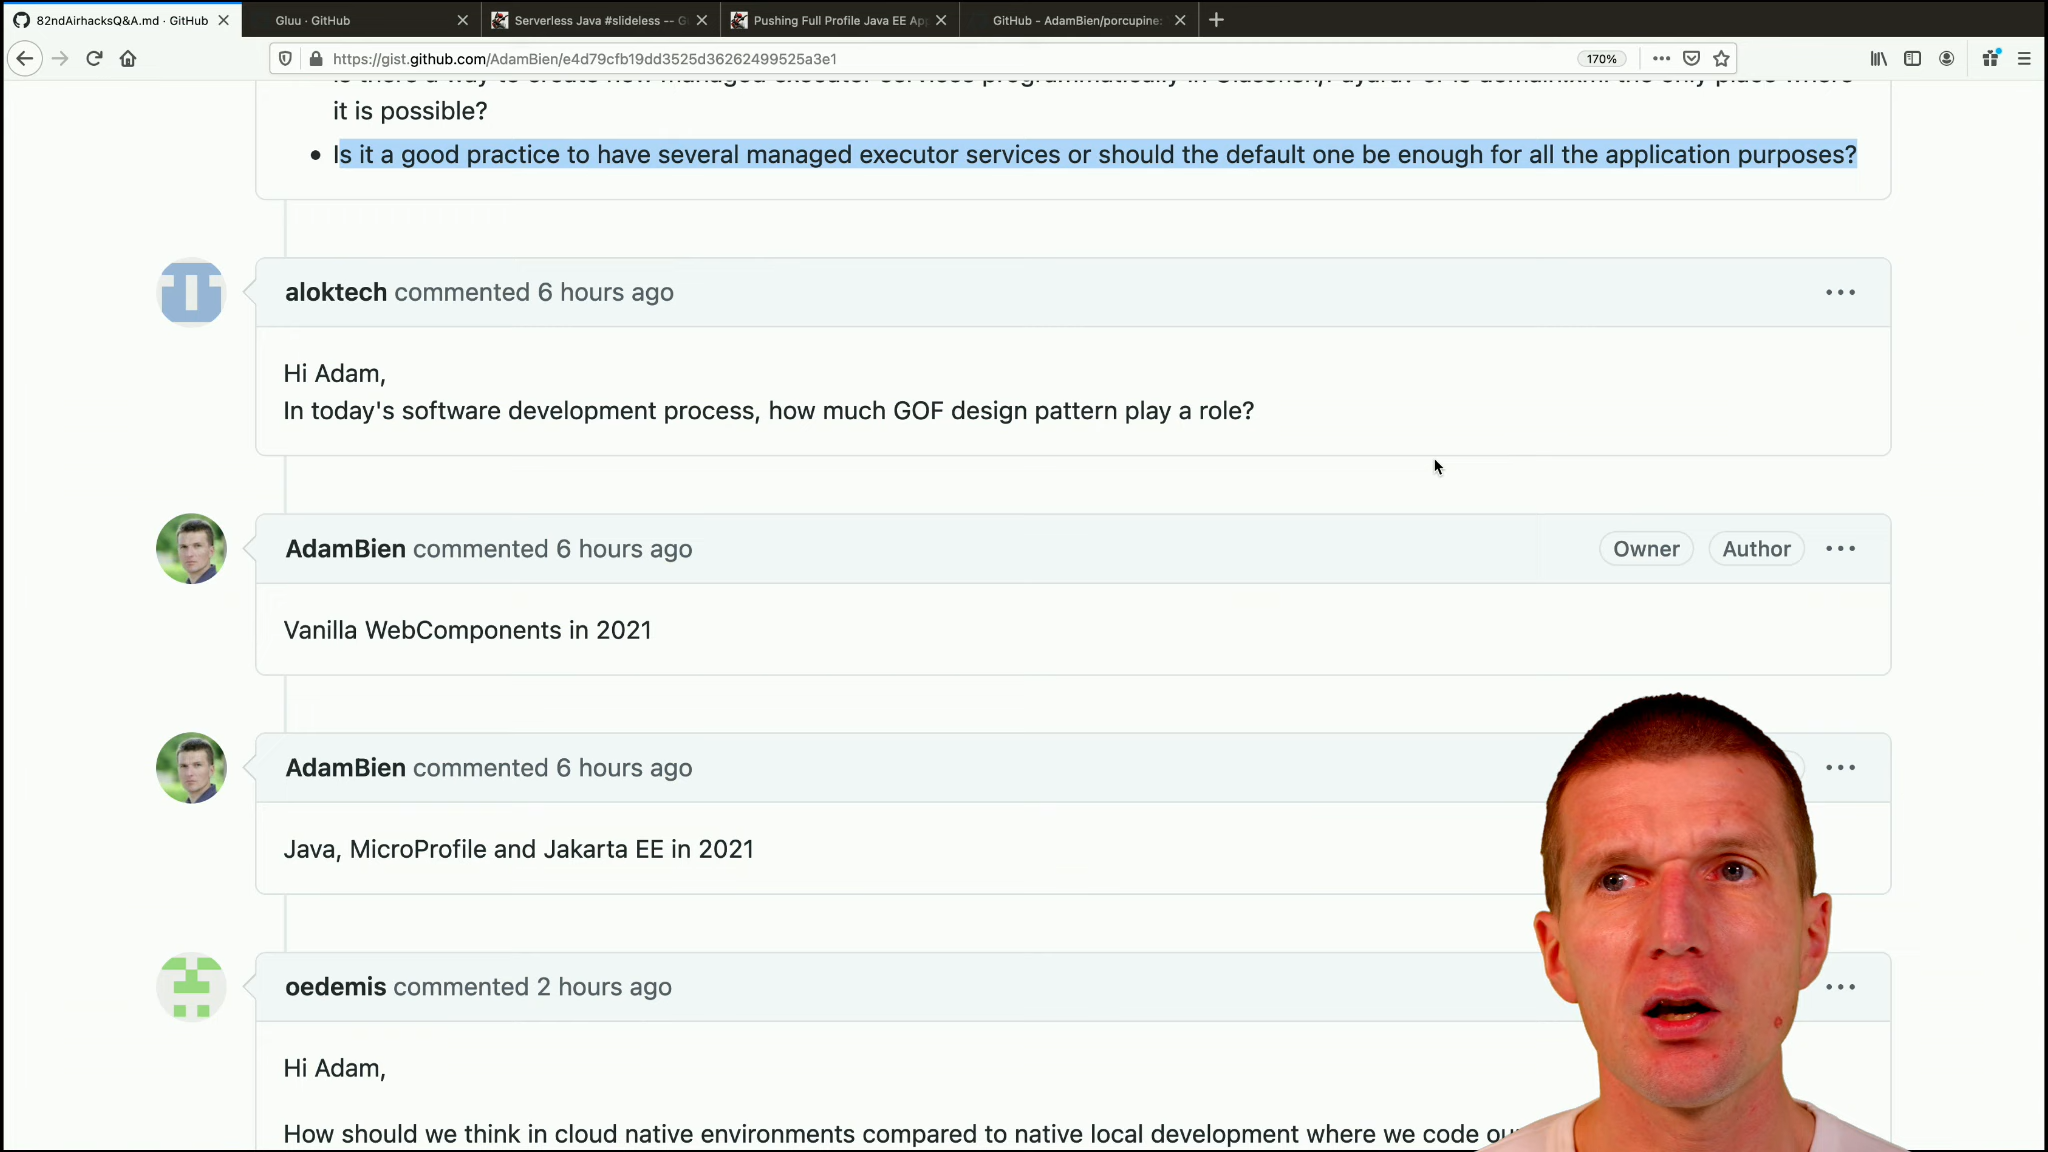 82ndAirhacksQ&A.md · GitHub
Gluu · GitHub
Serverless Java #slideless -- G
Pushing Full Profile Java EE Ap
GitHub - AdamBien/porcupine:
https://gist.github.com/AdamBien/e4d79cfb19dd3525d36262499525a3e1
170%
it is possible?
Is it a good practice to have several managed executor services or should the default one be enough for all the application purposes?
aloktech commented 6 hours ago
Hi Adam,
In today's software development process, how much GOF design pattern play a role?
AdamBien commented 6 hours ago
Owner
Author
Vanilla WebComponents in 2021
AdamBien commented 6 hours ago
Java, MicroProfile and Jakarta EE in 2021
oedemis commented 2 hours ago
Hi Adam,
How should we think in cloud native environments compared to native local development where we code